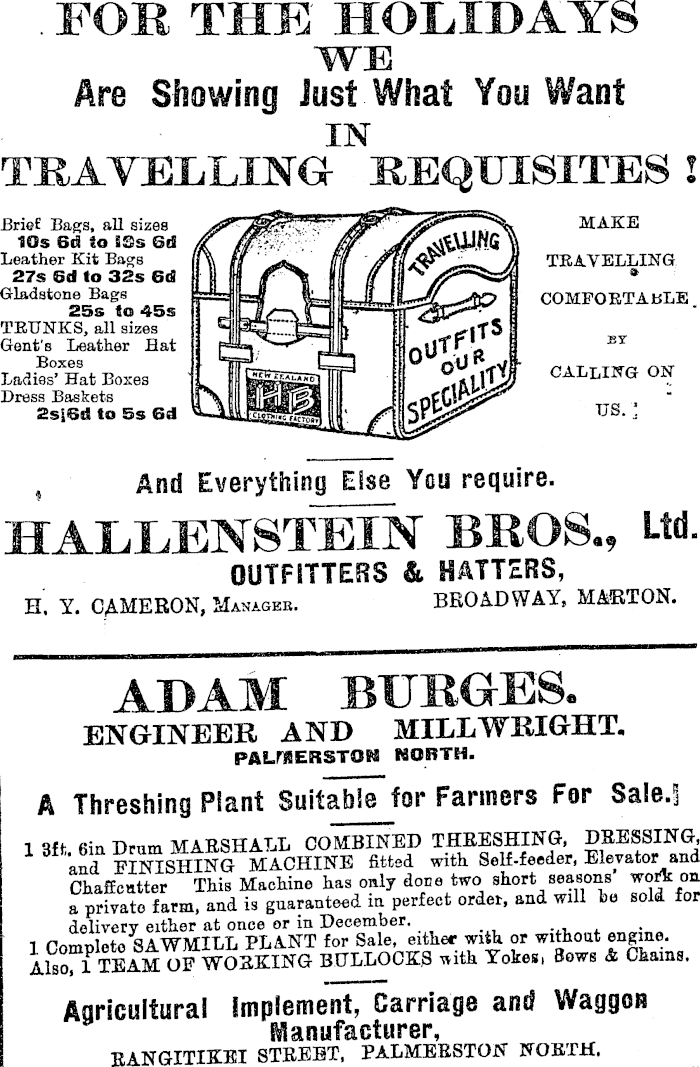 FOR THE HOLIDAYS
WE
Are Showing Just What You Want
IN
TRAVELLING REQUISITES!
Brief Bags, all sizes
10s 6d to 19s 6d
Leather Kit Bags
27s 6d to 32s 6d
Gladstone Bags
25s to 45s
TRUNKS, all sizes
Gent's Leather Hat
Boxes
Ladies' Hat Boxes
Dress Baskets
2s 6d to 5s 6d
TRAVELLING
OUTFITS
OUR
SPECIALITY
NEW ZEALAND
HB
CLOTHING FACTORY
MAKE
TRAVELLING
COMFORTABLE
BY
CALLING ON
US.
And Everything Else You require.
HALLENSTEIN BROS., Ltd.
OUTFITTERS & HATTERS,
H. Y. CAMERON, MANAGER.
BROADWAY, MARTON.
ADAM BURGES.
ENGINEER AND MILLWRIGHT.
PALMERSTON NORTH.
A Threshing Plant Suitable for Farmers For Sale.
1 3ft. 6in Drum MARSHALL COMBINED THRESHING, DRESSING,
and FINISHING MACHINE fitted with Self-feeder, Elevator and
Chaffcutter This Machine has only done two short seasons' work on
a private farm, and is guaranteed in perfect order, and will be sold for
delivery either at once or in December.
1 Complete SAWMILL PLANT for Sale, either with or without engine.
Also, 1 TEAM OF WORKING BULLOCKS with Yokes, Bows & Chains.
Agricultural Implement, Carriage and Waggon
Manufacturer,
RANGITIKEI STREET, PALMERSTON NORTH.